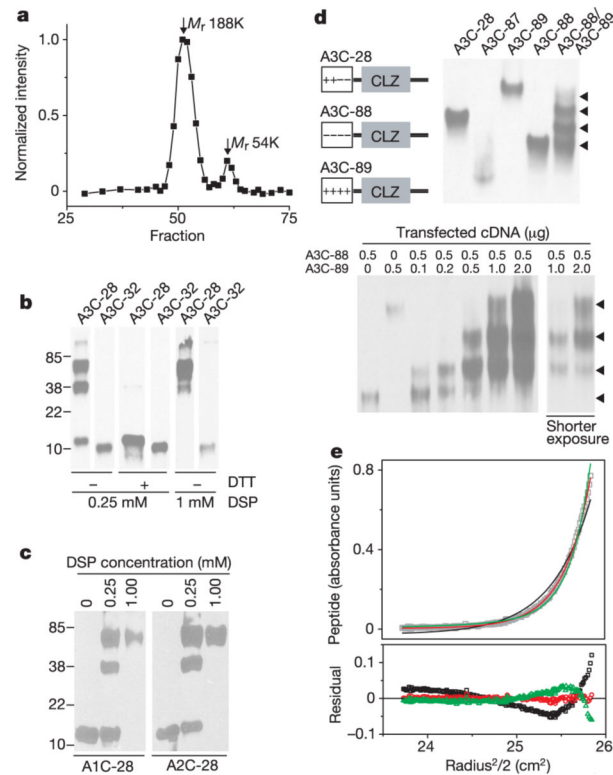 a
Mr 188K
Mr 54K
Normalized intensity
1.0
0.5
0
25
50
75
Fraction
b
A3C-28
A3C-32
A3C-28
A3C-32
A3C-28
A3C-32
85
38
22
10
– + – DTT
0.25 mM 1 mM DSP
c
DSP concentration (mM)
0 0.25 1.00 0 0.25 1.00
85
38
22
10
A1C-28 A2C-28
d
A3C-28
A3C-87
A3C-89
A3C-88
A3C-88/
A3C-89
A3C-28
++–– CLZ
A3C-88
–––– CLZ
A3C-89
++++ CLZ
Transfected cDNA (µg)
A3C-88 0.5 0 0.5 0.5 0.5 0.5 0.5 0.5 0.5
A3C-89 0 0.5 0.1 0.2 0.5 1.0 2.0 1.0 2.0
Shorter
exposure
e
Peptide (absorbance units)
0.8
0.4
0
Residual
0.1
0
–0.1
24 25 26
Radius²/2 (cm²)